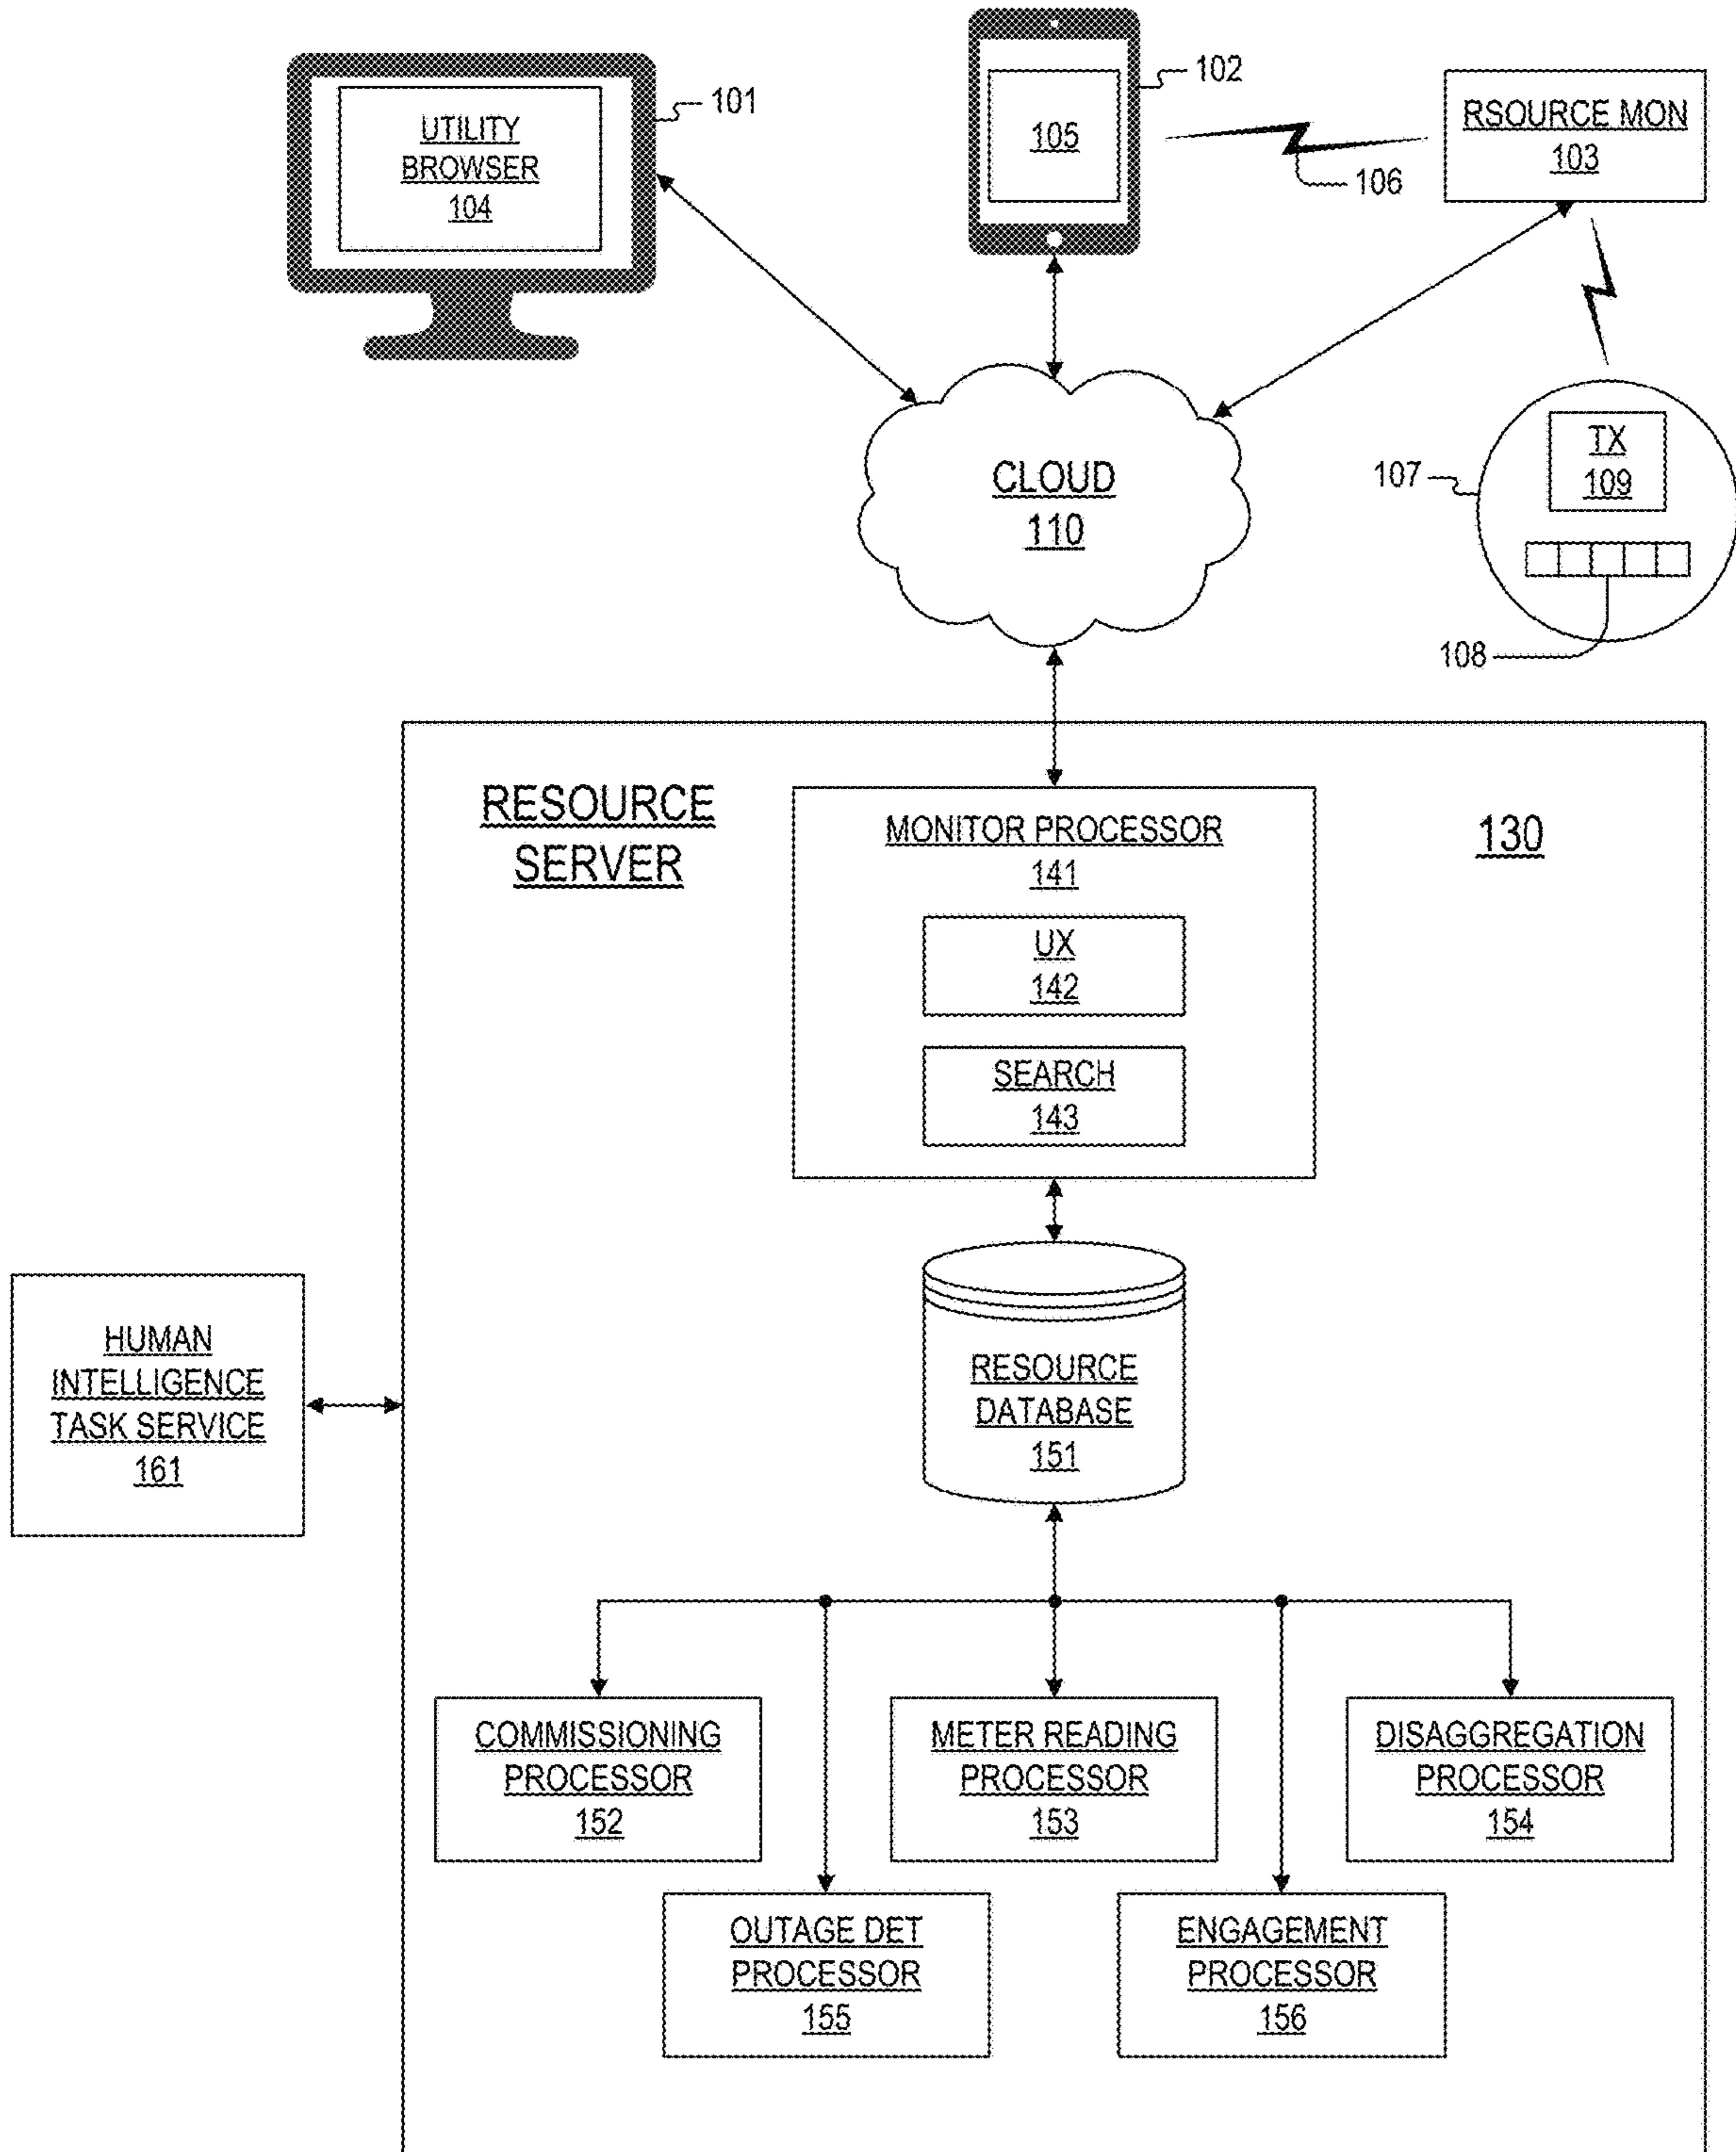 UTILITY
BROWSER
104
101
105
102
106
RSOURCE MON
103
CLOUD
110
TX
109
107
108
RESOURCE
SERVER
130
MONITOR PROCESSOR
141
UX
142
SEARCH
143
HUMAN
INTELLIGENCE
TASK SERVICE
161
RESOURCE
DATABASE
151
COMMISSIONING
PROCESSOR
152
METER READING
PROCESSOR
153
DISAGGREGATION
PROCESSOR
154
OUTAGE DET
PROCESSOR
155
ENGAGEMENT
PROCESSOR
156